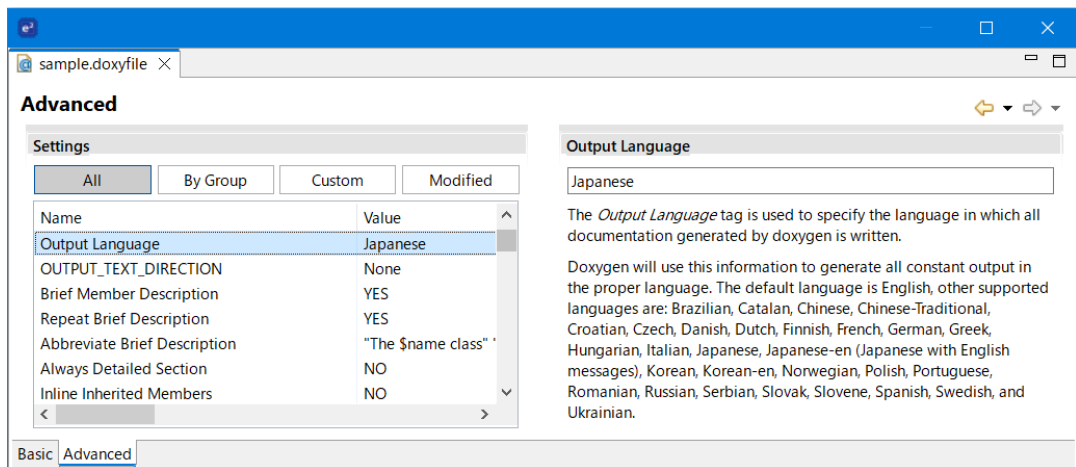 e²
sample.doxyfile
Advanced
Settings
All By Group Custom Modified
Name Value
Output Language Japanese
OUTPUT_TEXT_DIRECTION None
Brief Member Description YES
Repeat Brief Description YES
Abbreviate Brief Description "The $name class" "
Always Detailed Section NO
Inline Inherited Members NO
Output Language
Japanese
The Output Language tag is used to specify the language in which all
documentation generated by doxygen is written.
Doxygen will use this information to generate all constant output in
the proper language. The default language is English, other supported
languages are: Brazilian, Catalan, Chinese, Chinese-Traditional,
Croatian, Czech, Danish, Dutch, Finnish, French, German, Greek,
Hungarian, Italian, Japanese, Japanese-en (Japanese with English
messages), Korean, Korean-en, Norwegian, Polish, Portuguese,
Romanian, Russian, Serbian, Slovak, Slovene, Spanish, Swedish, and
Ukrainian.
Basic Advanced